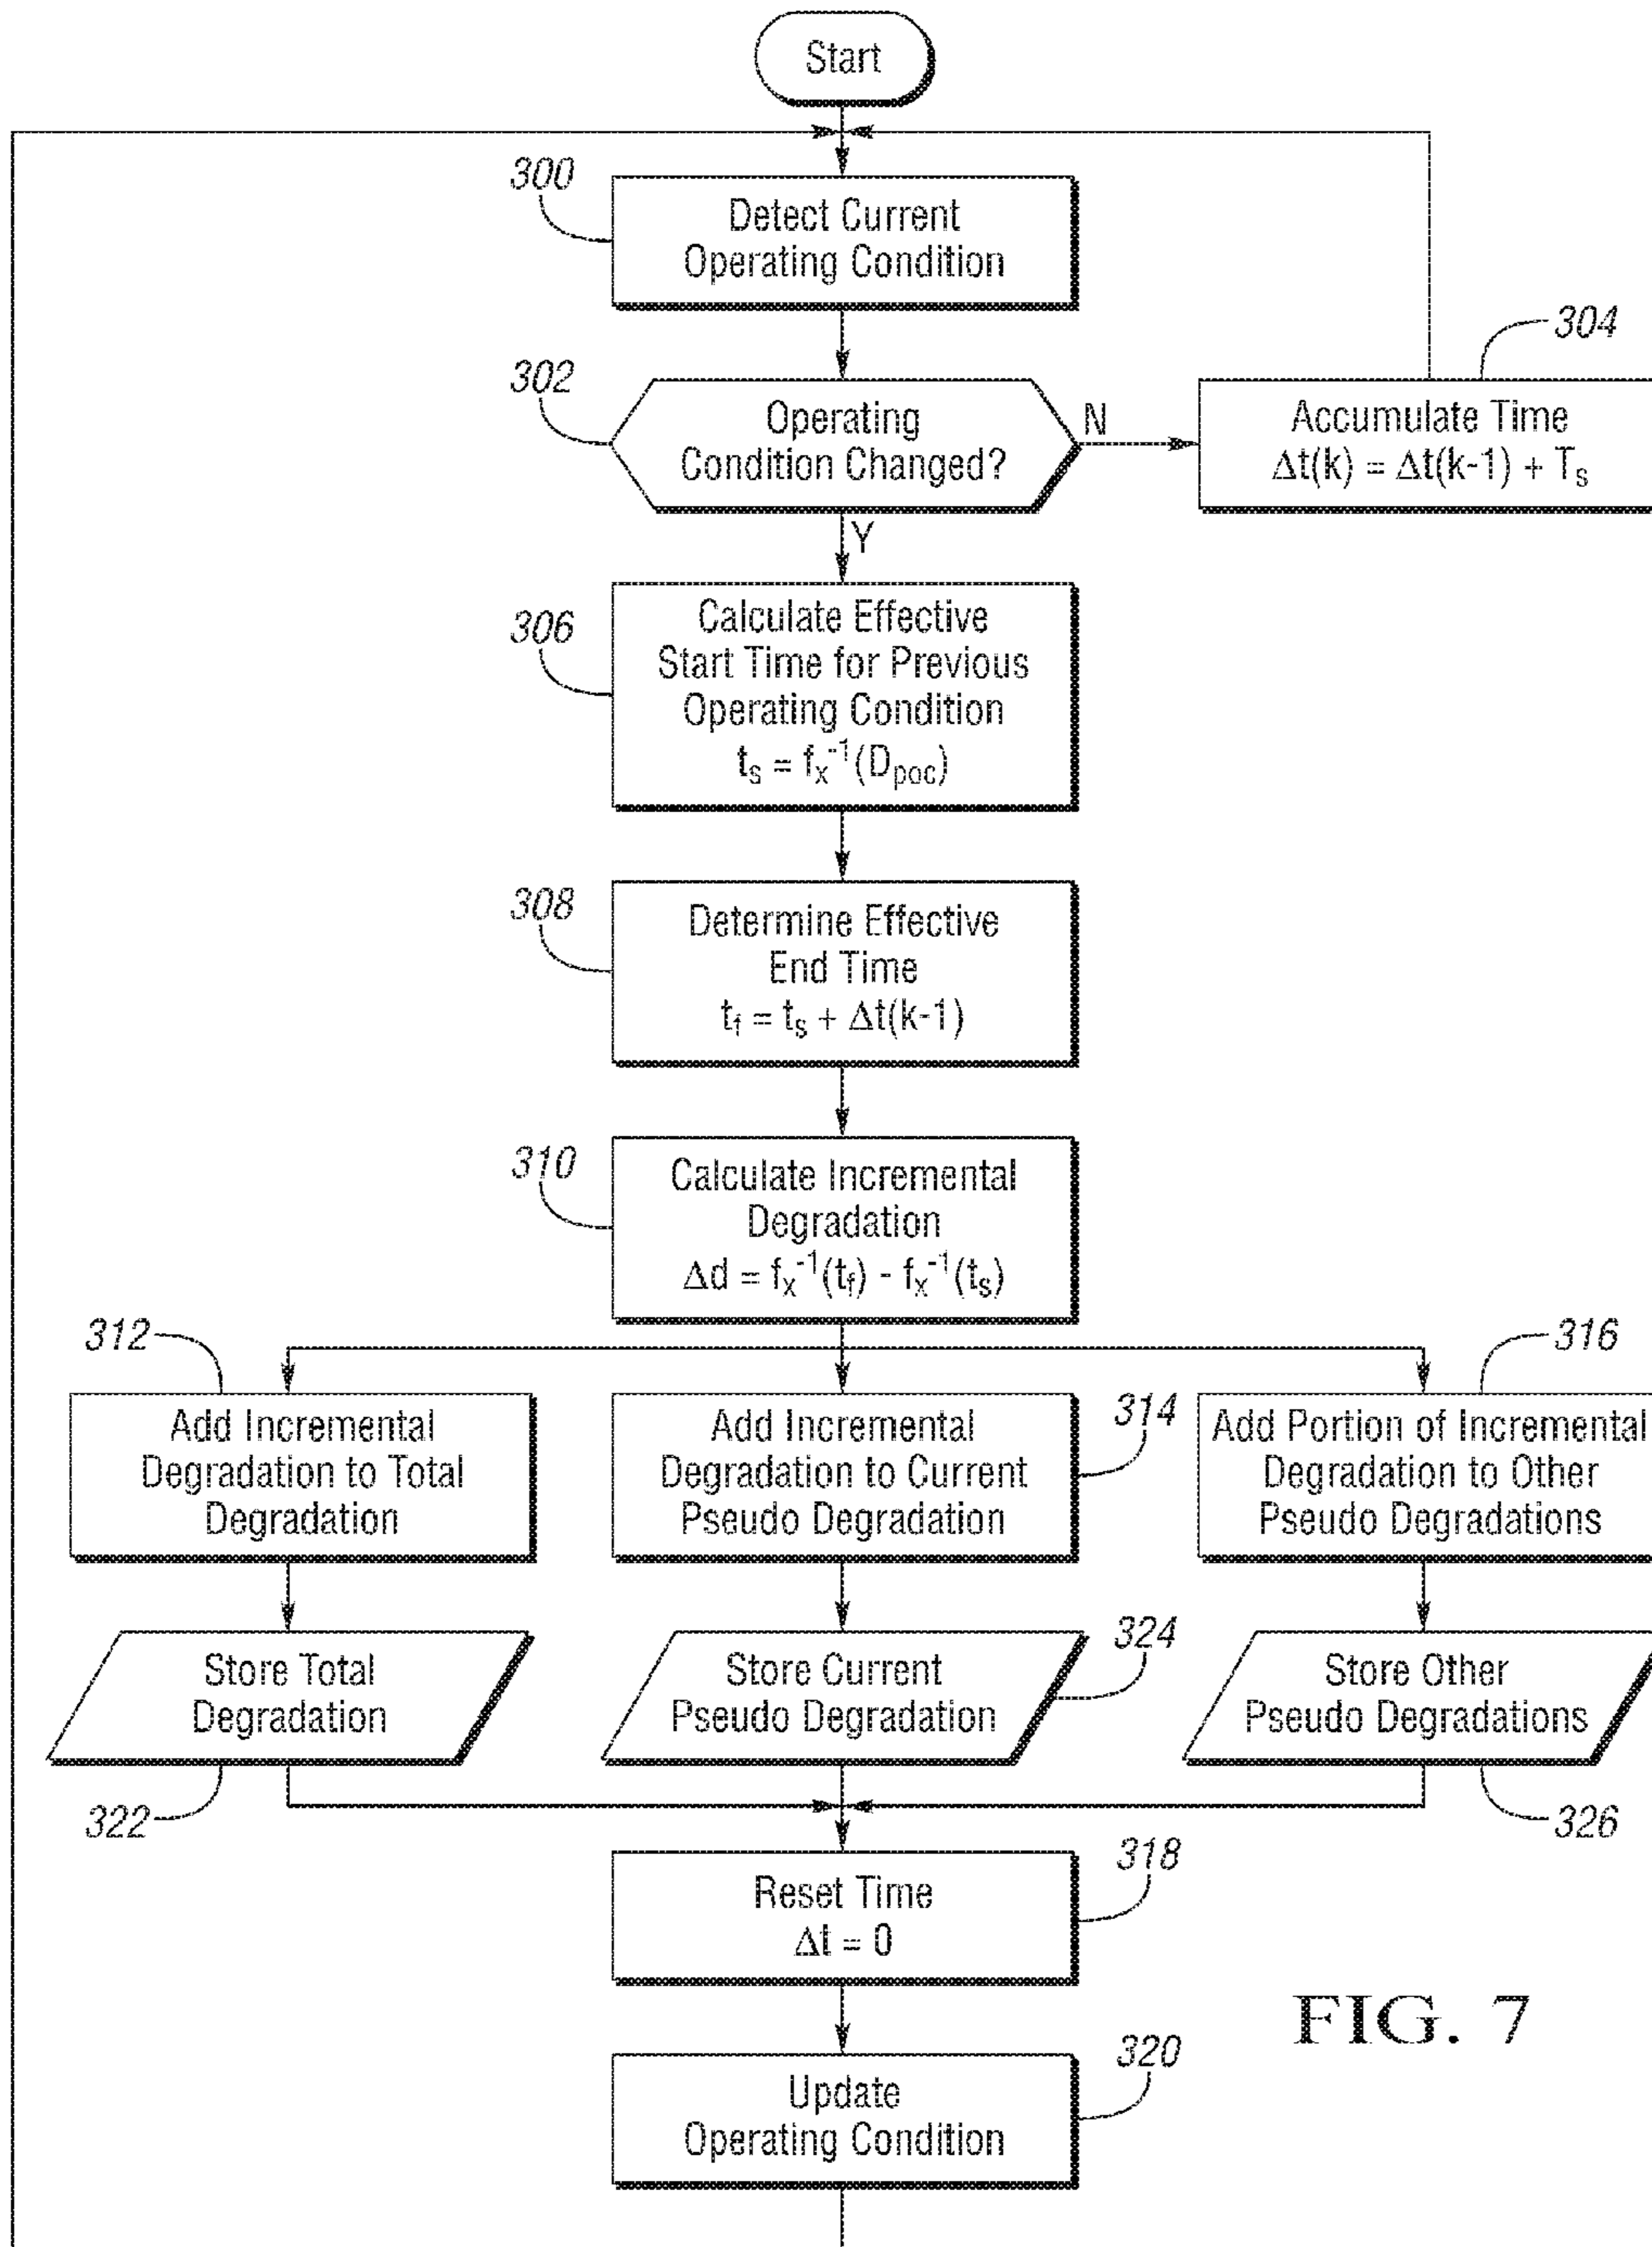 Start
300
Detect Current
Operating Condition
302
Operating
Condition Changed?
N
304
Accumulate Time
Δt(k) = Δt(k-1) + Tₛ
Y
306
Calculate Effective
Start Time for Previous
Operating Condition
tₛ = fₓ⁻¹(D_poc)
308
Determine Effective
End Time
t_f = tₛ + Δt(k-1)
310
Calculate Incremental
Degradation
Δd = fₓ⁻¹(t_f) - fₓ⁻¹(tₛ)
312
Add Incremental
Degradation to Total
Degradation
Add Incremental
Degradation to Current
Pseudo Degradation
314
316
Add Portion of Incremental
Degradation to Other
Pseudo Degradations
Store Total
Degradation
322
Store Current
Pseudo Degradation
324
Store Other
Pseudo Degradations
326
Reset Time
Δt = 0
318
Update
Operating Condition
320
FIG. 7